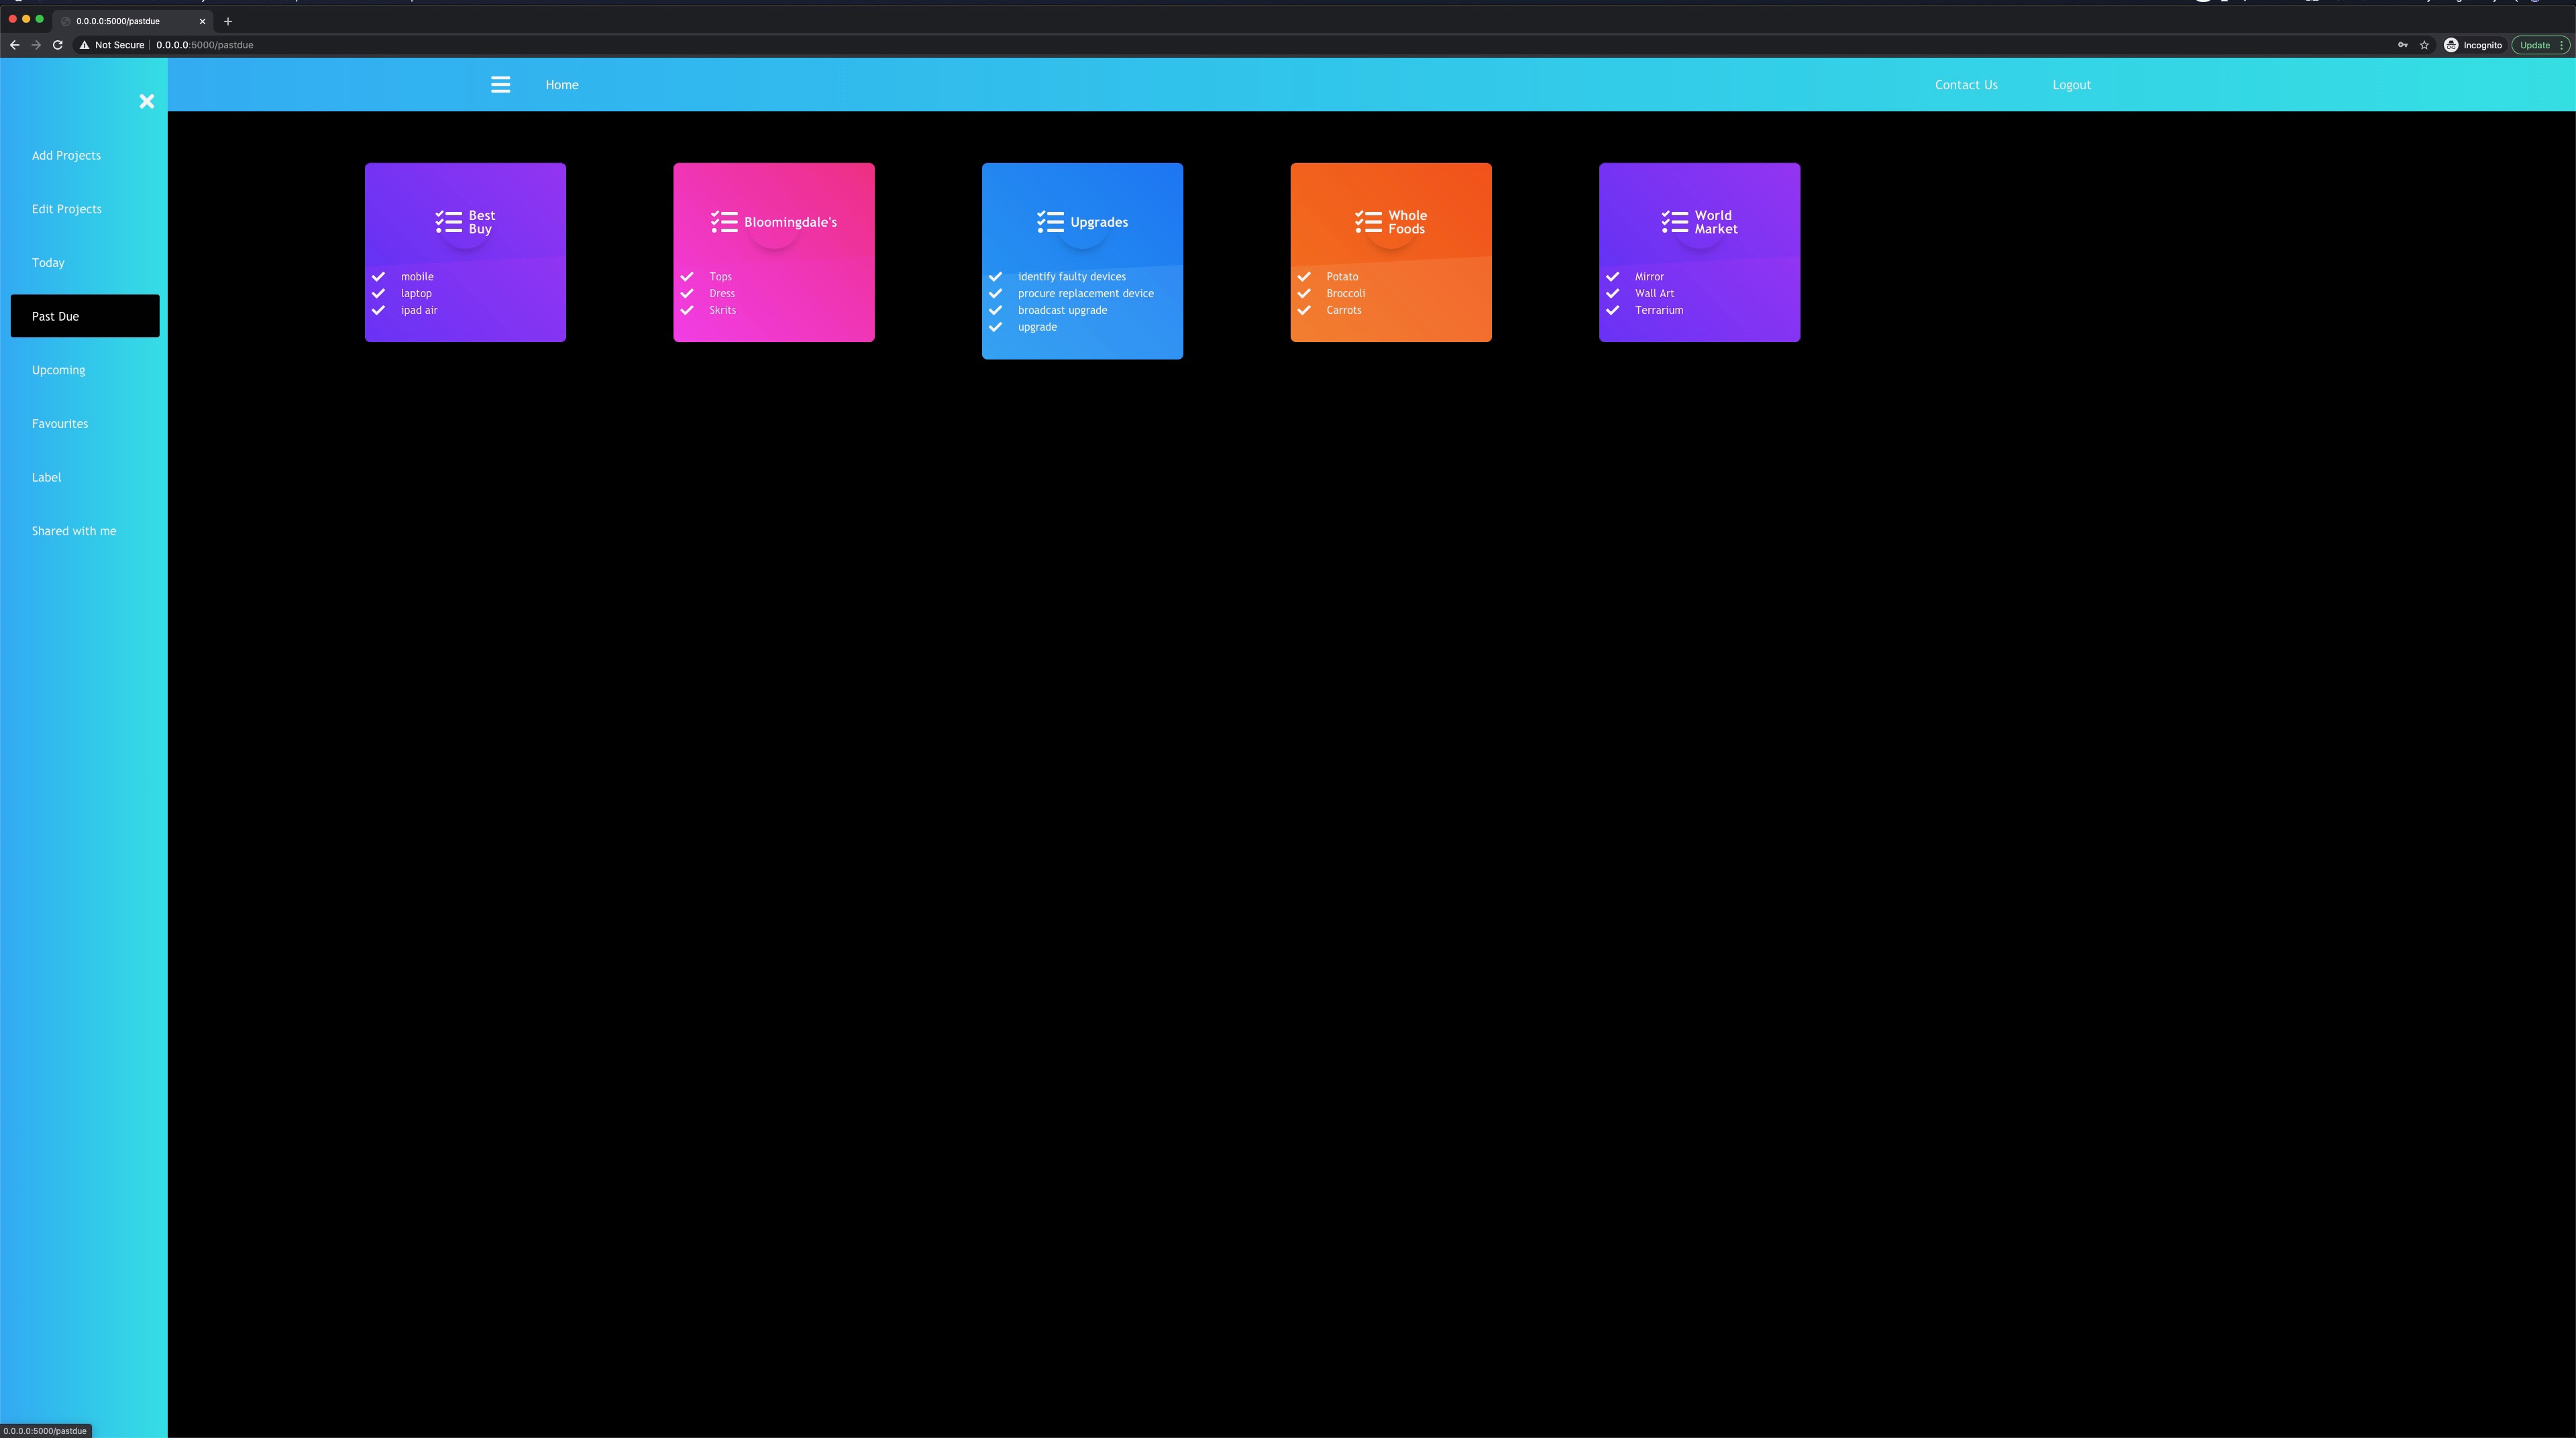 0.0.0.0:5000/pastdue
Not Secure 0.0.0.0:5000/pastdue
Incognito
Update
Home
Contact Us
Logout
Add Projects
Edit Projects
Today
Past Due
Upcoming
Favourites
Label
Shared with me
Best
Buy
mobile
laptop
ipad air
Bloomingdale's
Tops
Dress
Skrits
Upgrades
identify faulty devices
procure replacement device
broadcast upgrade
upgrade
Whole
Foods
Potato
Broccoli
Carrots
World
Market
Mirror
Wall Art
Terrarium
0.0.0.0:5000/pastdue